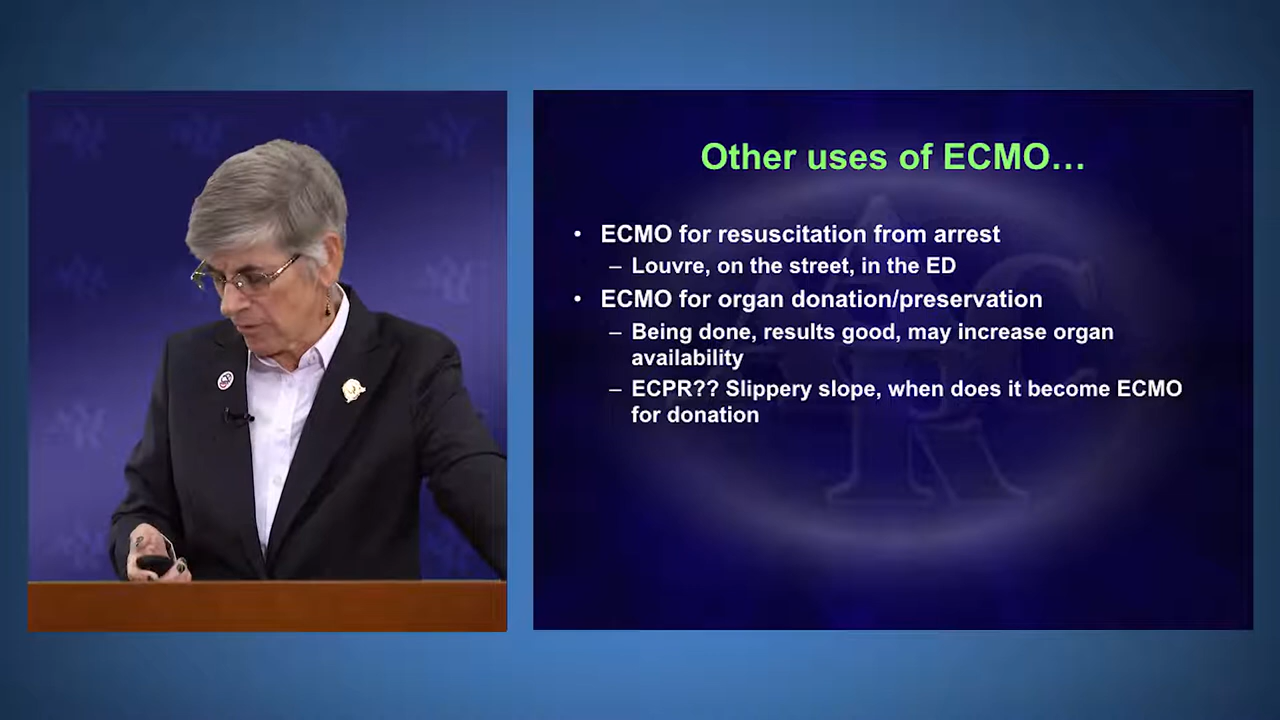 Other uses of ECMO…
• ECMO for resuscitation from arrest
– Louvre, on the street, in the ED
• ECMO for organ donation/preservation
– Being done, results good, may increase organ
availability
– ECPR?? Slippery slope, when does it become ECMO
for donation